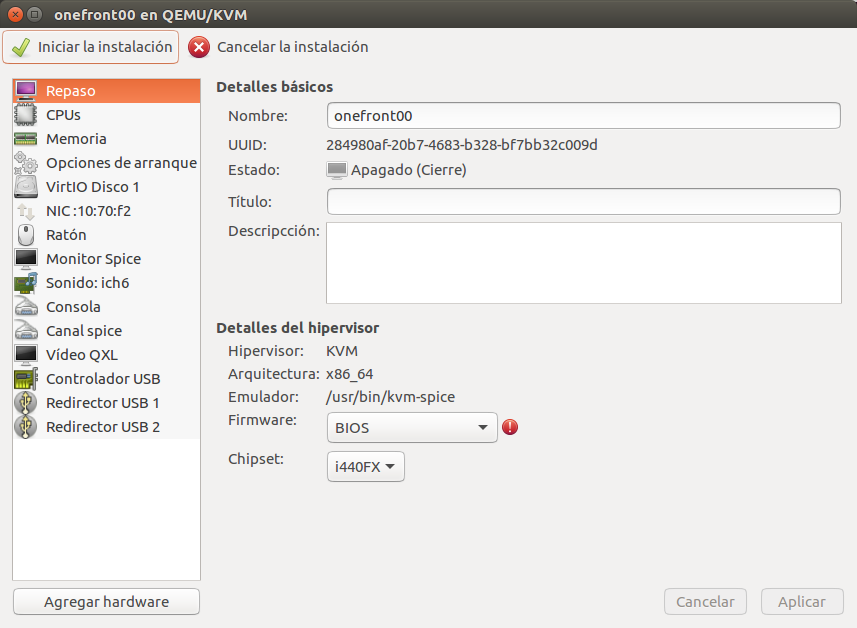 onefront00 en QEMU/KVM
Iniciar la instalación
Cancelar la instalación
Repaso
CPUs
Memoria
Opciones de arranque
VirtIO Disco 1
NIC :10:70:f2
Ratón
Monitor Spice
Sonido: ich6
Consola
Canal spice
Vídeo QXL
Controlador USB
Redirector USB 1
Redirector USB 2
Agregar hardware
Detalles básicos
Nombre: onefront00
UUID: 284980af-20b7-4683-b328-bf7bb32c009d
Estado: Apagado (Cierre)
Título:
Descripcción:
Detalles del hipervisor
Hipervisor: KVM
Arquitectura: x86_64
Emulador: /usr/bin/kvm-spice
Firmware: BIOS
Chipset: i440FX
Cancelar
Aplicar